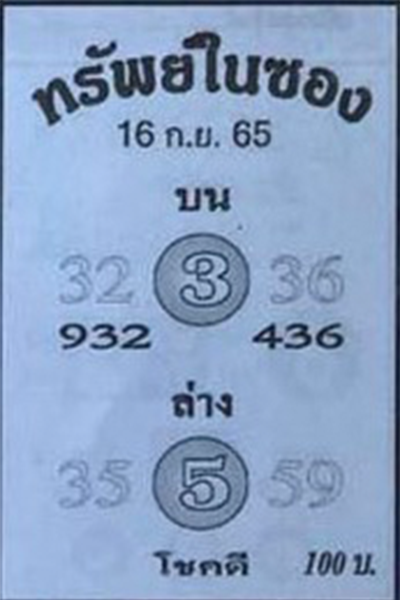 ทรัพย์ในซอง
16 ก.ย. 65
บน
32 3 36
932 436
ล่าง
35 5 59
โชคดี 100 บ.